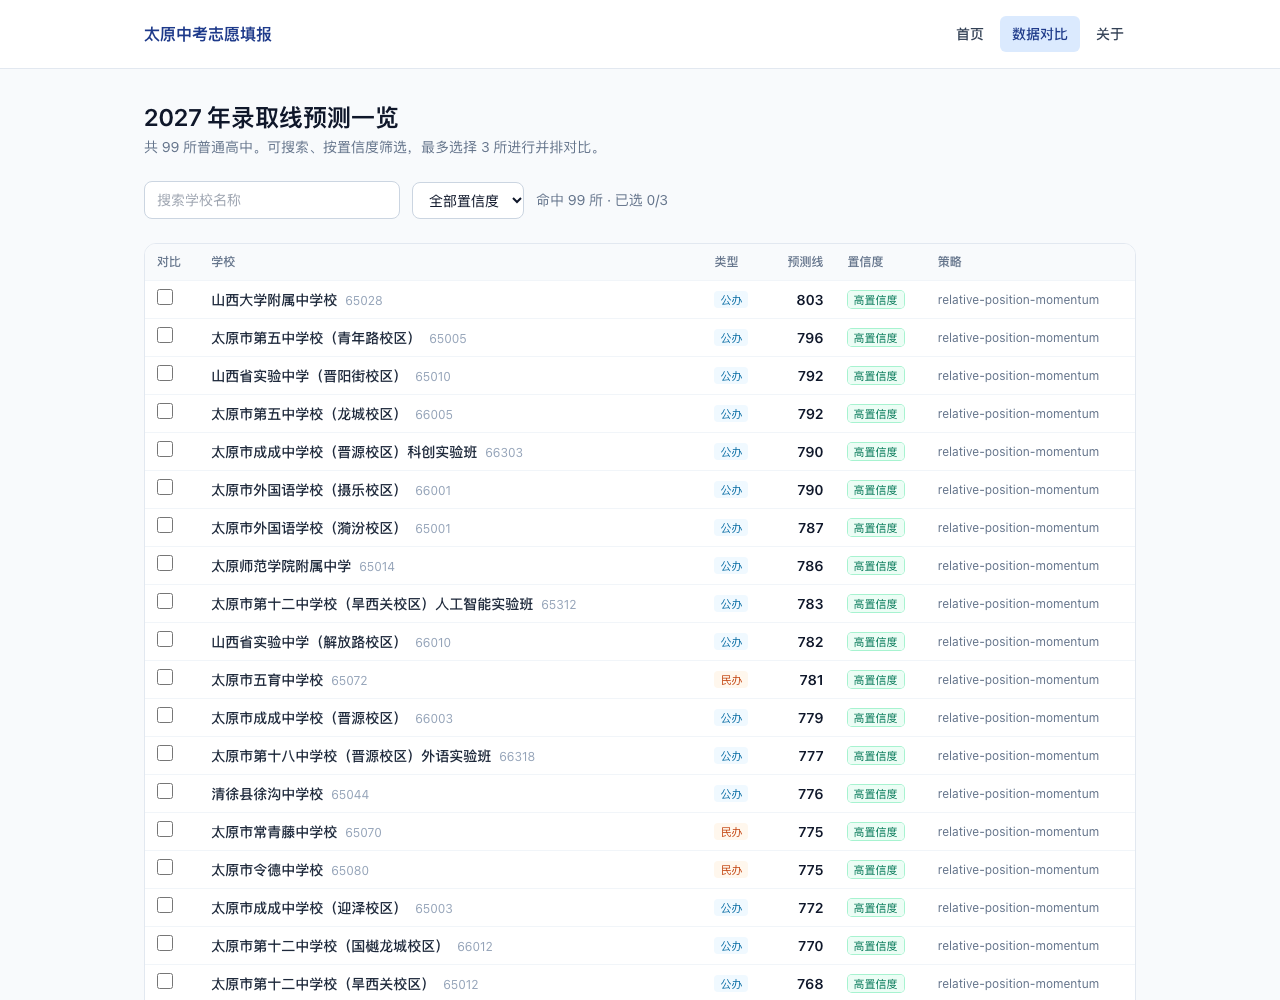 太原中考志愿填报
首页 数据对比 关于
2027 年录取线预测一览
共 99 所普通高中。可搜索、按置信度筛选，最多选择 3 所进行并排对比。
搜索学校名称 全部置信度 命中 99 所 · 已选 0/3
对比 学校 类型 预测线 置信度 策略
山西大学附属中学校 65028 公办 803 高置信度 relative-position-momentum
太原市第五中学校（青年路校区） 65005 公办 796 高置信度 relative-position-momentum
山西省实验中学（晋阳街校区） 65010 公办 792 高置信度 relative-position-momentum
太原市第五中学校（龙城校区） 66005 公办 792 高置信度 relative-position-momentum
太原市成成中学校（晋源校区）科创实验班 66303 公办 790 高置信度 relative-position-momentum
太原市外国语学校（摄乐校区） 66001 公办 790 高置信度 relative-position-momentum
太原市外国语学校（漪汾校区） 65001 公办 787 高置信度 relative-position-momentum
太原师范学院附属中学 65014 公办 786 高置信度 relative-position-momentum
太原市第十二中学校（旱西关校区）人工智能实验班 65312 公办 783 高置信度 relative-position-momentum
山西省实验中学（解放路校区） 66010 公办 782 高置信度 relative-position-momentum
太原市五育中学校 65072 民办 781 高置信度 relative-position-momentum
太原市成成中学校（晋源校区） 66003 公办 779 高置信度 relative-position-momentum
太原市第十八中学校（晋源校区）外语实验班 66318 公办 777 高置信度 relative-position-momentum
清徐县徐沟中学校 65044 公办 776 高置信度 relative-position-momentum
太原市常青藤中学校 65070 民办 775 高置信度 relative-position-momentum
太原市令德中学校 65080 民办 775 高置信度 relative-position-momentum
太原市成成中学校（迎泽校区） 65003 公办 772 高置信度 relative-position-momentum
太原市第十二中学校（国樾龙城校区） 66012 公办 770 高置信度 relative-position-momentum
太原市第十二中学校（旱西关校区） 65012 公办 768 高置信度 relative-position-momentum